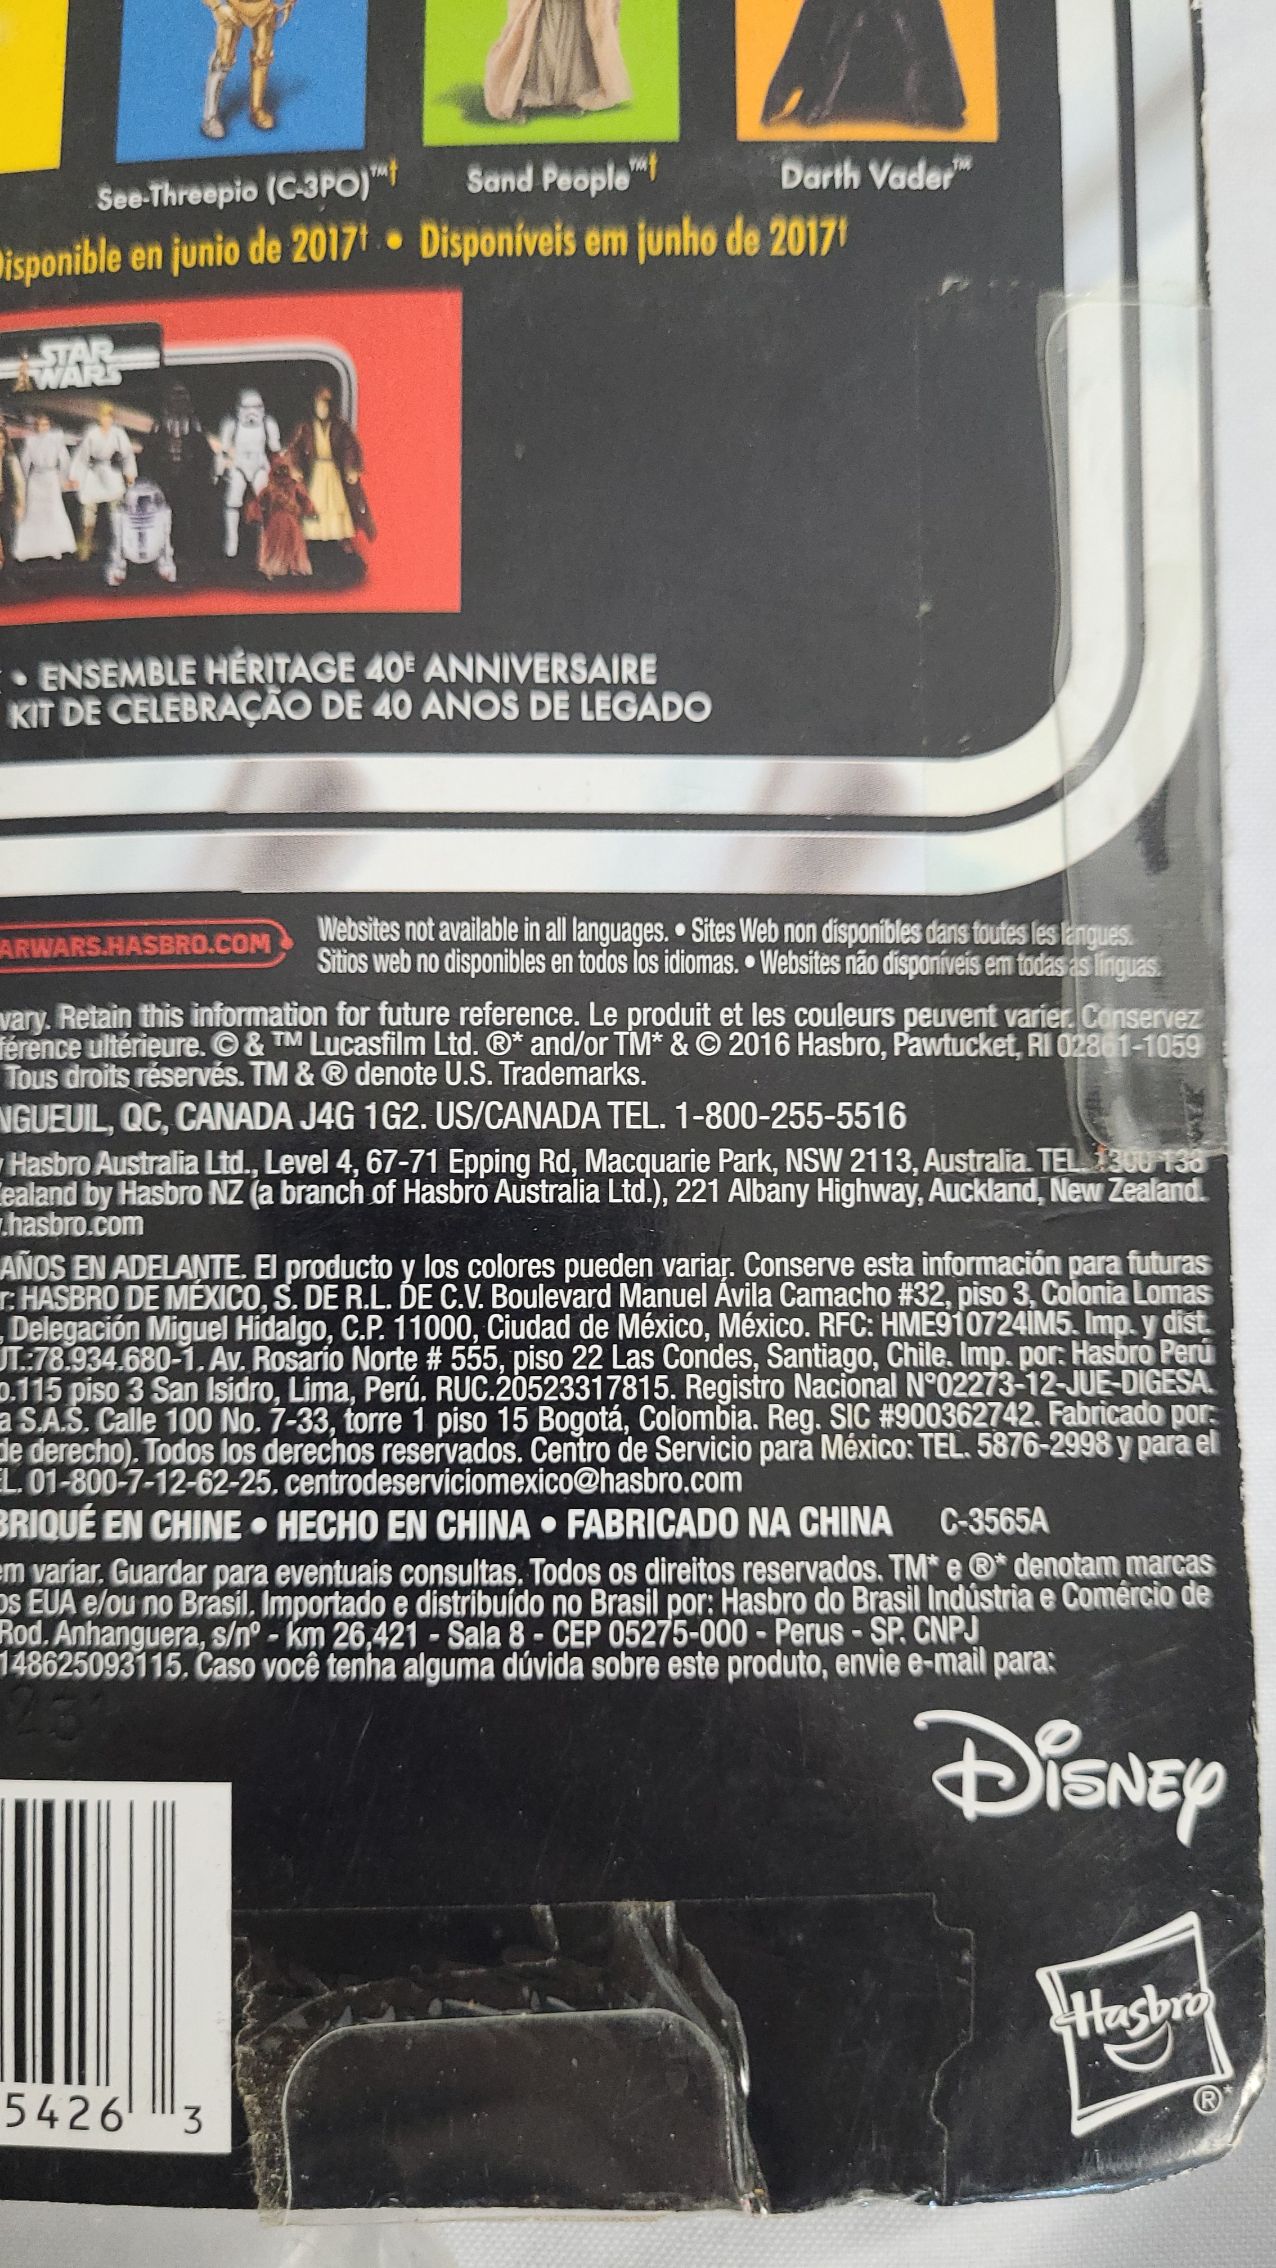 See-Threepio (C-3PO)™†
Sand People™†
Darth Vader™
Disponible en junio de 2017† • Disponíveis em junho de 2017†
STAR WARS
• ENSEMBLE HÉRITAGE 40E ANNIVERSAIRE
KIT DE CELEBRAÇÃO DE 40 ANOS DE LEGADO
ARWARS.HASBRO.COM
Websites not available in all languages. • Sites Web non disponibles dans toutes les langues.
Sitios web no disponibles en todos los idiomas. • Websites não disponíveis em todas as línguas.
vary. Retain this information for future reference. Le produit et les couleurs peuvent varier. Conservez
férence ultérieure. © & ™ Lucasfilm Ltd. ®* and/or TM* & © 2016 Hasbro, Pawtucket, RI 02861-1059
Tous droits réservés. TM & ® denote U.S. Trademarks.
NGUEUIL, QC, CANADA J4G 1G2. US/CANADA TEL. 1-800-255-5516
Hasbro Australia Ltd., Level 4, 67-71 Epping Rd, Macquarie Park, NSW 2113, Australia. TEL. 1300 138
ealand by Hasbro NZ (a branch of Hasbro Australia Ltd.), 221 Albany Highway, Auckland, New Zealand.
.hasbro.com
AÑOS EN ADELANTE. El producto y los colores pueden variar. Conserve esta información para futuras
r: HASBRO DE MÉXICO, S. DE R.L. DE C.V. Boulevard Manuel Ávila Camacho #32, piso 3, Colonia Lomas
, Delegación Miguel Hidalgo, C.P. 11000, Ciudad de México, México. RFC: HME910724IM5. Imp. y dist.
UT.:78.934.680-1. Av. Rosario Norte # 555, piso 22 Las Condes, Santiago, Chile. Imp. por: Hasbro Perú
o.115 piso 3 San Isidro, Lima, Perú. RUC.20523317815. Registro Nacional N°02273-12-JUE-DIGESA.
a S.A.S. Calle 100 No. 7-33, torre 1 piso 15 Bogotá, Colombia. Reg. SIC #900362742. Fabricado por:
de derecho). Todos los derechos reservados. Centro de Servicio para México: TEL. 5876-2998 y para el
EL. 01-800-7-12-62-25. centrodeserviciomexico@hasbro.com
BRIQUÉ EN CHINE • HECHO EN CHINA • FABRICADO NA CHINA C-3565A
em variar. Guardar para eventuais consultas. Todos os direitos reservados. TM* e ®* denotam marcas
os EUA e/ou no Brasil. Importado e distribuído no Brasil por: Hasbro do Brasil Indústria e Comércio de
Rod. Anhanguera, s/nº - km 26,421 - Sala 8 - CEP 05275-000 - Perus - SP. CNPJ
148625093115. Caso você tenha alguma dúvida sobre este produto, envie e-mail para:
Disney
5426 3
Hasbro
®*